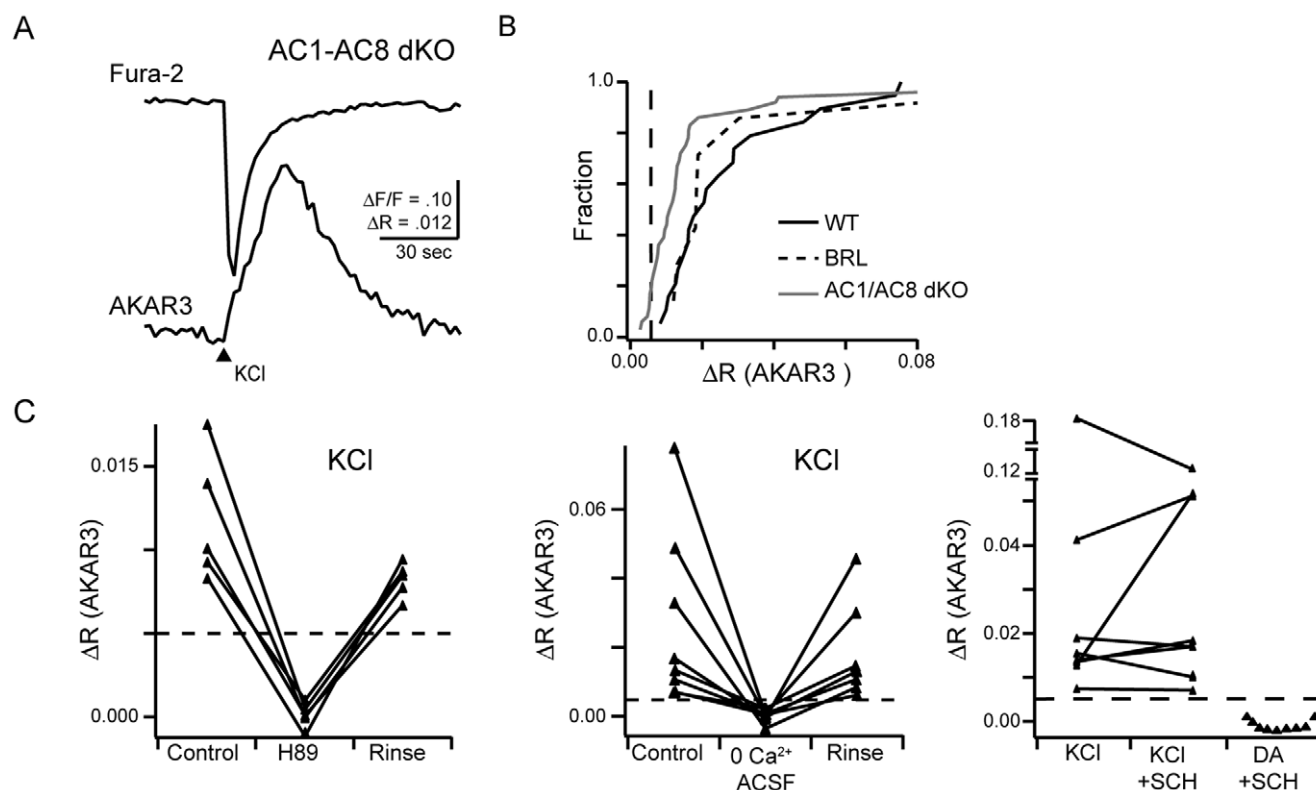 A
AC1-AC8 dKO
Fura-2
ΔF/F = .10
ΔR = .012
30 sec
AKAR3
KCl
B
1.0
Fraction
0.0
WT
BRL
AC1/AC8 dKO
0.00
0.08
ΔR (AKAR3 )
C
KCl
0.015
ΔR (AKAR3)
0.000
Control
H89
Rinse
KCl
0.06
ΔR (AKAR3)
0.00
Control
0 Ca²⁺
ACSF
Rinse
0.18
0.12
0.04
ΔR (AKAR3)
0.02
0.00
KCl
KCl
+SCH
DA
+SCH